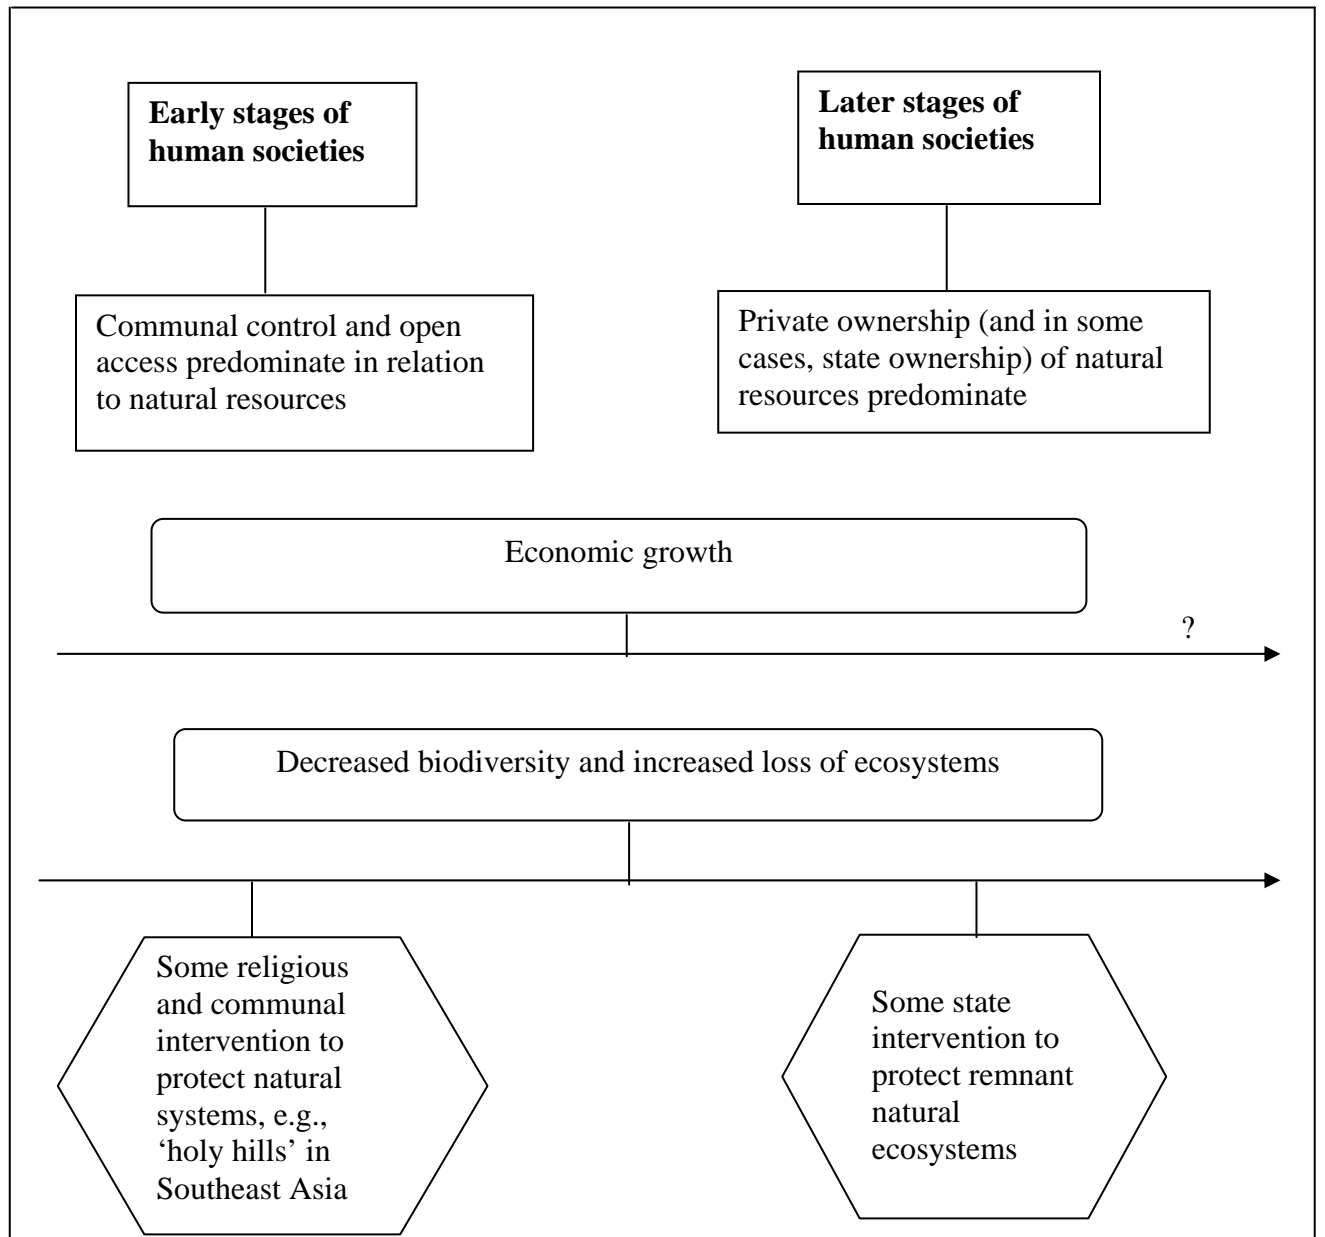 Early stages of
human societies
Later stages of
human societies
Communal control and open
access predominate in relation
to natural resources
Private ownership (and in some
cases, state ownership) of natural
resources predominate
Economic growth
?
Decreased biodiversity and increased loss of ecosystems
Some religious
and communal
intervention to
protect natural
systems, e.g.,
‘holy hills’ in
Southeast Asia
Some state
intervention to
protect remnant
natural
ecosystems